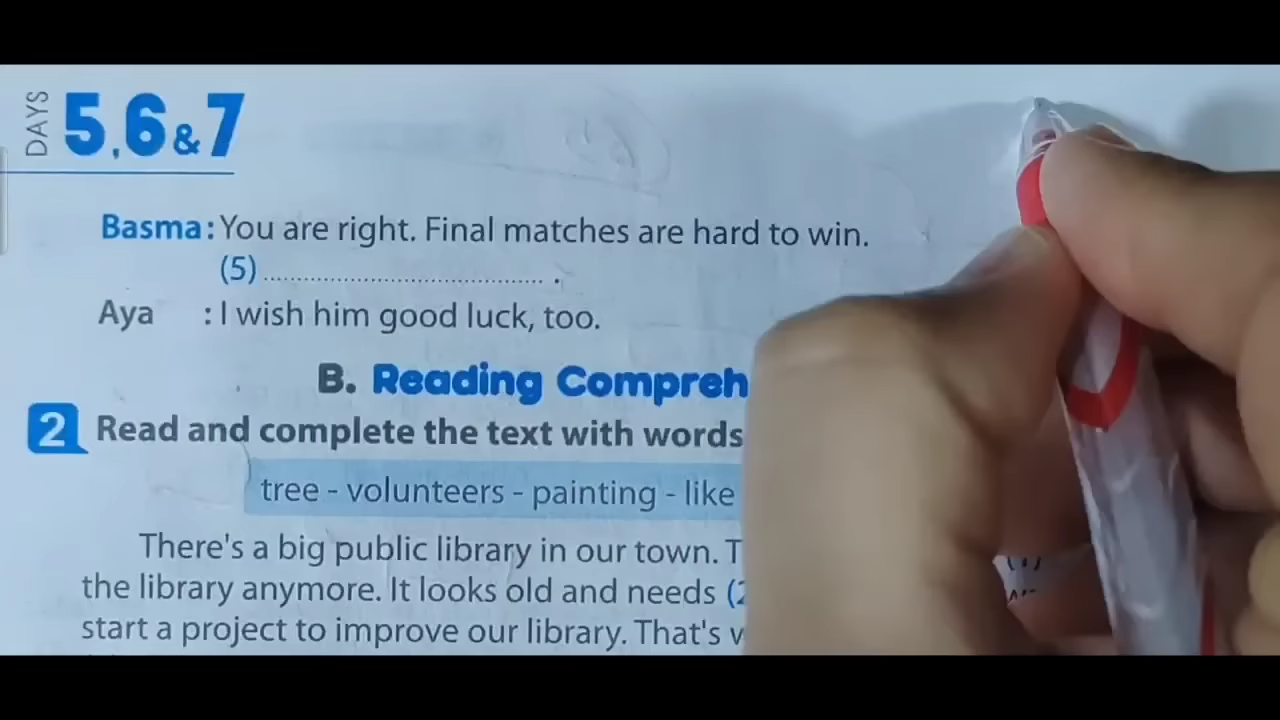 DAYS 5,6&7
Basma: You are right. Final matches are hard to win.
(5) ...................................... .
Aya : I wish him good luck, too.
B. Reading Compreh
2 Read and complete the text with words
tree - volunteers - painting - like
There's a big public library in our town. T
the library anymore. It looks old and needs (2
start a project to improve our library. That's w